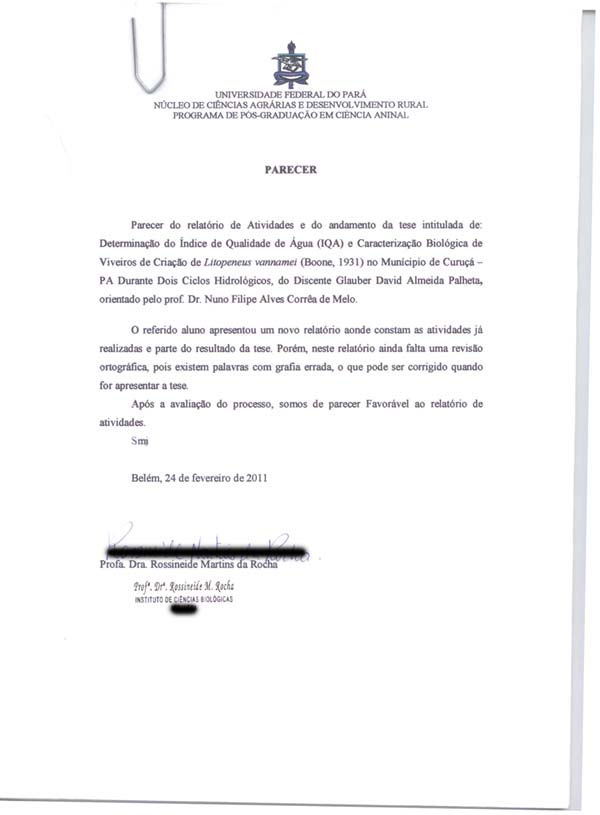 UNIVERSIDADE FEDERAL DO PARÁ
NÚCLEO DE CIÊNCIAS AGRÁRIAS E DESENVOLVIMENTO RURAL
PROGRAMA DE PÓS-GRADUAÇÃO EM CIÊNCIA ANINAL
PARECER
Parecer do relatório de Atividades e do andamento da tese intitulada de:
Determinação do Índice de Qualidade de Água (IQA) e Caracterização Biológica de
Viveiros de Criação de Litopeneus vannamei (Boone, 1931) no Município de Curuçá –
PA Durante Dois Ciclos Hidrológicos, do Discente Glauber David Almeida Palheta,
orientado pelo prof. Dr. Nuno Filipe Alves Corrêa de Melo.
O referido aluno apresentou um novo relatório aonde constam as atividades já
realizadas e parte do resultado da tese. Porém, neste relatório ainda falta uma revisão
ortográfica, pois existem palavras com grafia errada, o que pode ser corrigido quando
for apresentar a tese.
Após a avaliação do processo, somos de parecer Favorável ao relatório de
atividades.
Smj
Belém, 24 de fevereiro de 2011
Profa. Dra. Rossineide Martins da Rocha
Profª. Drª. Rossineide M. Rocha
INSTITUTO DE CIÊNCIAS BIOLÓGICAS